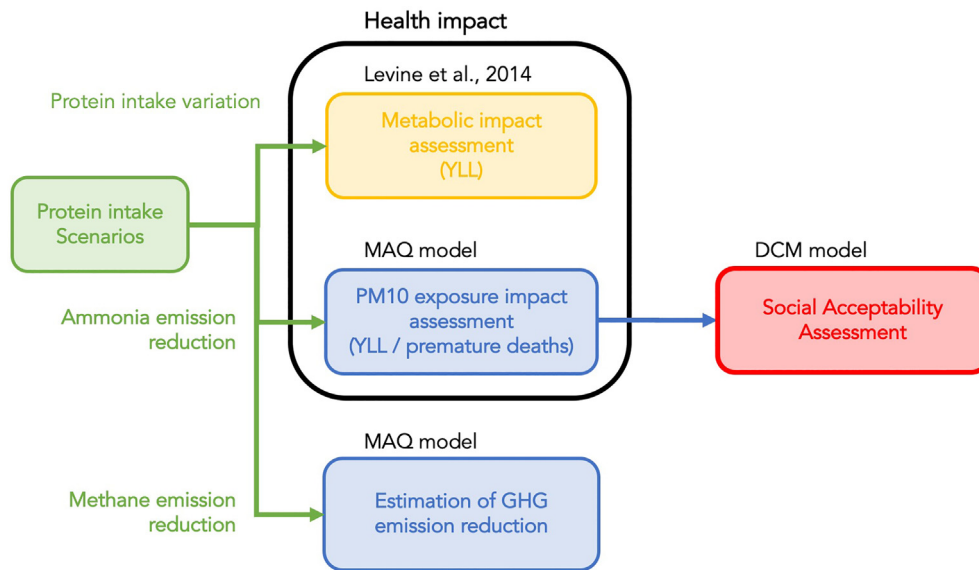 Health impact
Levine et al., 2014
Protein intake variation
Metabolic impact
assessment
(YLL)
Protein intake
Scenarios
MAQ model
DCM model
PM10 exposure impact
assessment
(YLL / premature deaths)
Social Acceptability
Assessment
Ammonia emission
reduction
MAQ model
Methane emission
reduction
Estimation of GHG
emission reduction